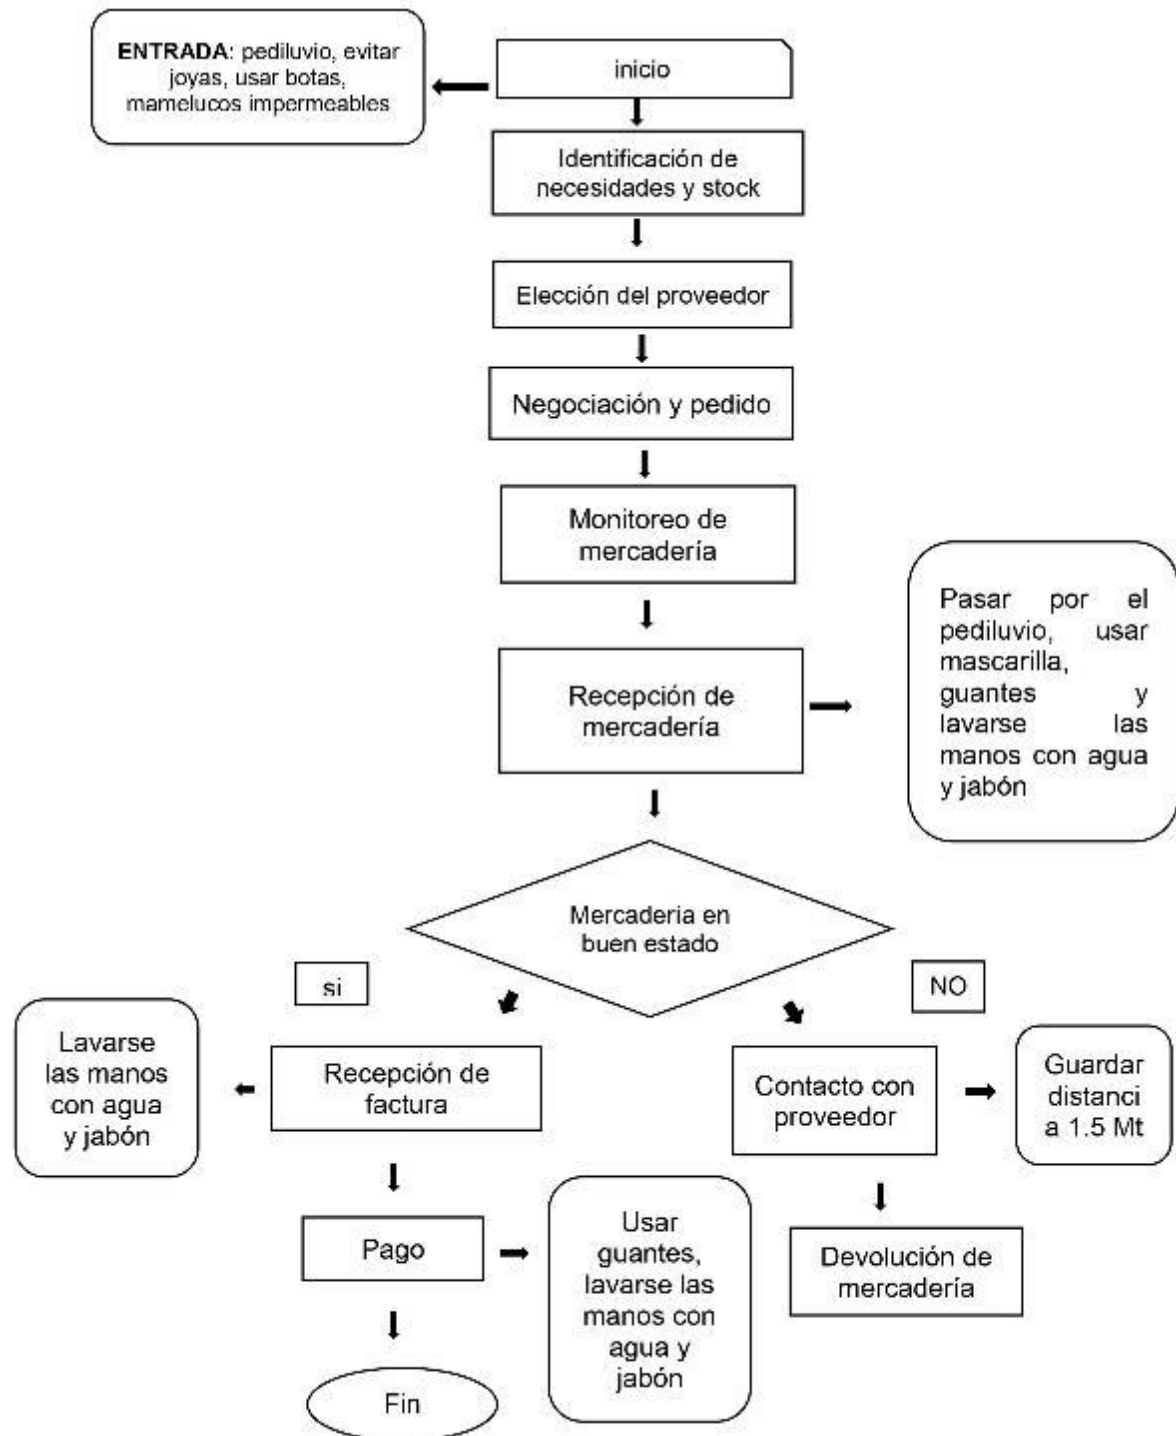 ENTRADA: pediluvio, evitar
joyas, usar botas,
mamelucos impermeables
inicio
Identificación de
necesidades y stock
Elección del proveedor
Negociación y pedido
Monitoreo de
mercadería
Recepción de
mercadería
Pasar por el
pediluvio, usar
mascarilla,
guantes y
lavarse las
manos con agua
y jabón
Mercaderia en
buen estado
si
NO
Lavarse
las manos
con agua
y jabón
Recepción de
factura
Contacto con
proveedor
Guardar
distanci
a 1.5 Mt
Pago
Usar
guantes,
lavarse las
manos con
agua y
jabón
Devolución de
mercadería
Fin